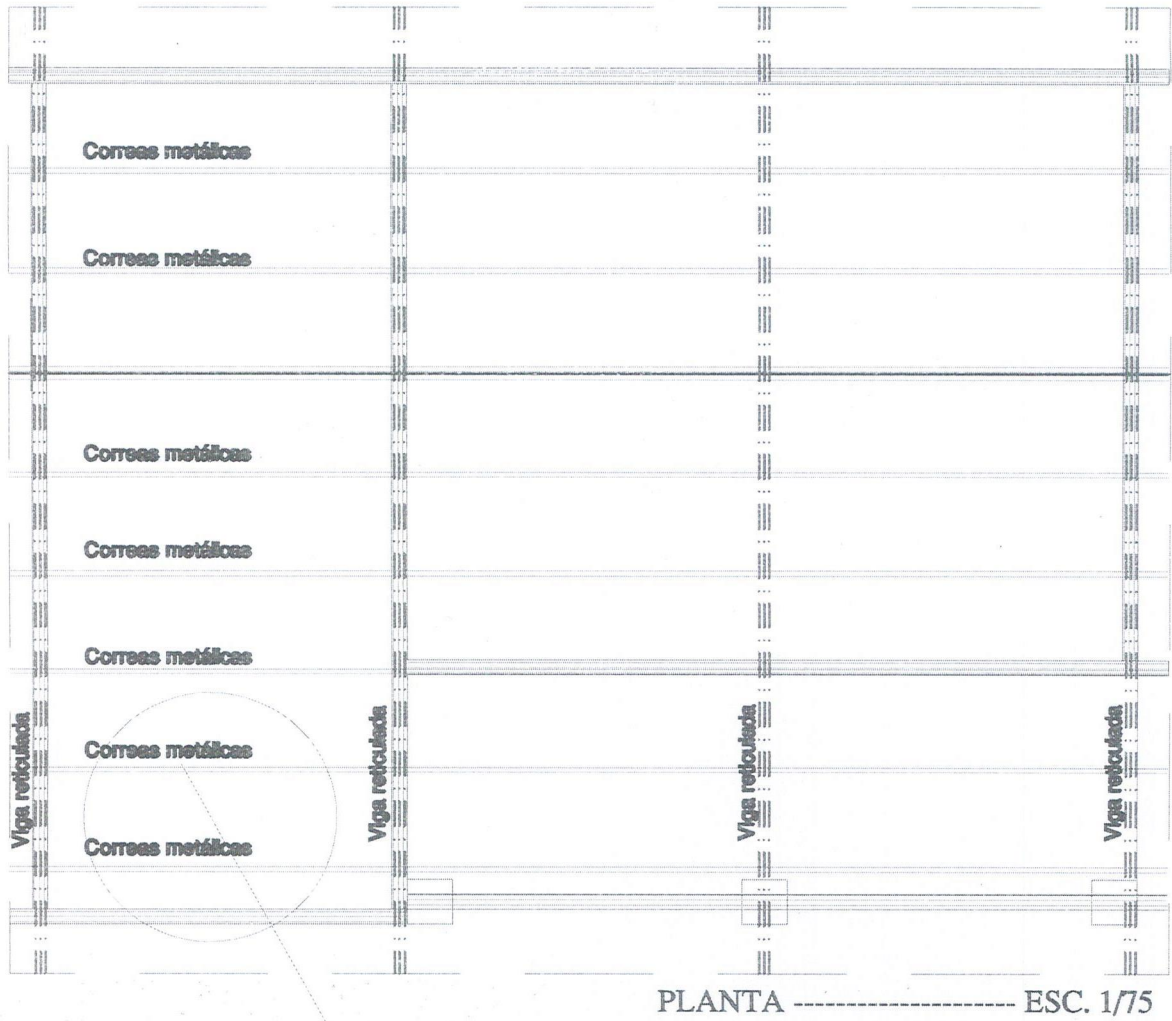 Correas metálicas
Correas metálicas
Correas metálicas
Correas metálicas
Correas metálicas
Correas metálicas
Correas metálicas
Viga reticulada
Viga reticulada
Viga reticulada
Viga reticulada
PLANTA -------------------- ESC. 1/75